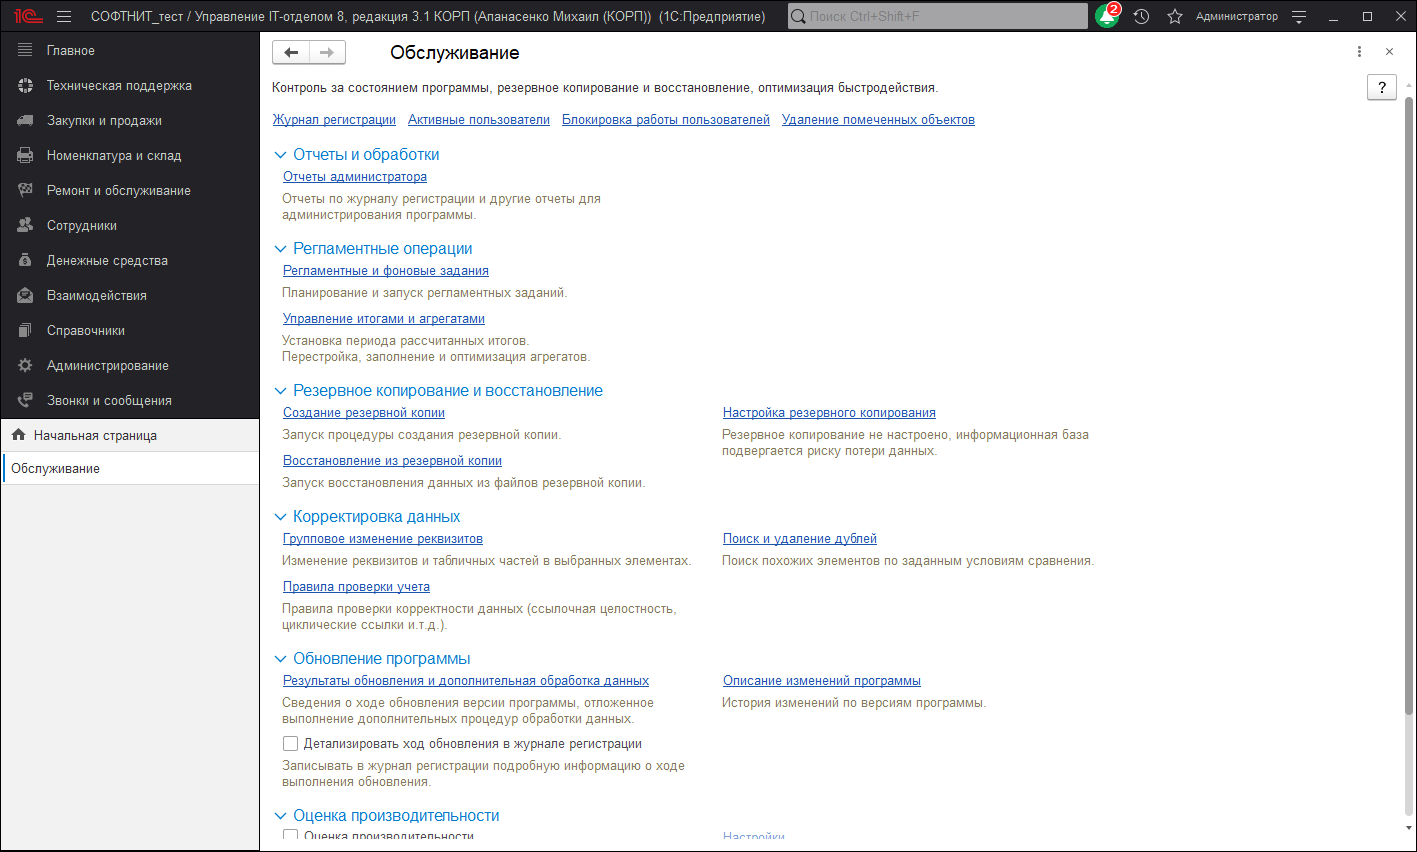 1С СОФТНИТ_тест / Управление IT-отделом 8, редакция 3.1 КОРП (Апанасенко Михаил (КОРП)) (1С:Предприятие) Поиск Ctrl+Shift+F 2 Администратор
Главное
Техническая поддержка
Закупки и продажи
Номенклатура и склад
Ремонт и обслуживание
Сотрудники
Денежные средства
Взаимодействия
Справочники
Администрирование
Звонки и сообщения
Начальная страница
Обслуживание
Обслуживание
Контроль за состоянием программы, резервное копирование и восстановление, оптимизация быстродействия. ?
Журнал регистрации Активные пользователи Блокировка работы пользователей Удаление помеченных объектов
Отчеты и обработки
Отчеты администратора
Отчеты по журналу регистрации и другие отчеты для
администрирования программы.
Регламентные операции
Регламентные и фоновые задания
Планирование и запуск регламентных заданий.
Управление итогами и агрегатами
Установка периода рассчитанных итогов.
Перестройка, заполнение и оптимизация агрегатов.
Резервное копирование и восстановление
Создание резервной копии
Запуск процедуры создания резервной копии.
Восстановление из резервной копии
Запуск восстановления данных из файлов резервной копии.
Настройка резервного копирования
Резервное копирование не настроено, информационная база
подвергается риску потери данных.
Корректировка данных
Групповое изменение реквизитов
Изменение реквизитов и табличных частей в выбранных элементах.
Правила проверки учета
Правила проверки корректности данных (ссылочная целостность,
циклические ссылки и.т.д.).
Поиск и удаление дублей
Поиск похожих элементов по заданным условиям сравнения.
Обновление программы
Результаты обновления и дополнительная обработка данных
Сведения о ходе обновления версии программы, отложенное
выполнение дополнительных процедур обработки данных.
Детализировать ход обновления в журнале регистрации
Записывать в журнал регистрации подробную информацию о ходе
выполнения обновления.
Описание изменений программы
История изменений по версиям программы.
Оценка производительности
Оценка производительности
Настройки